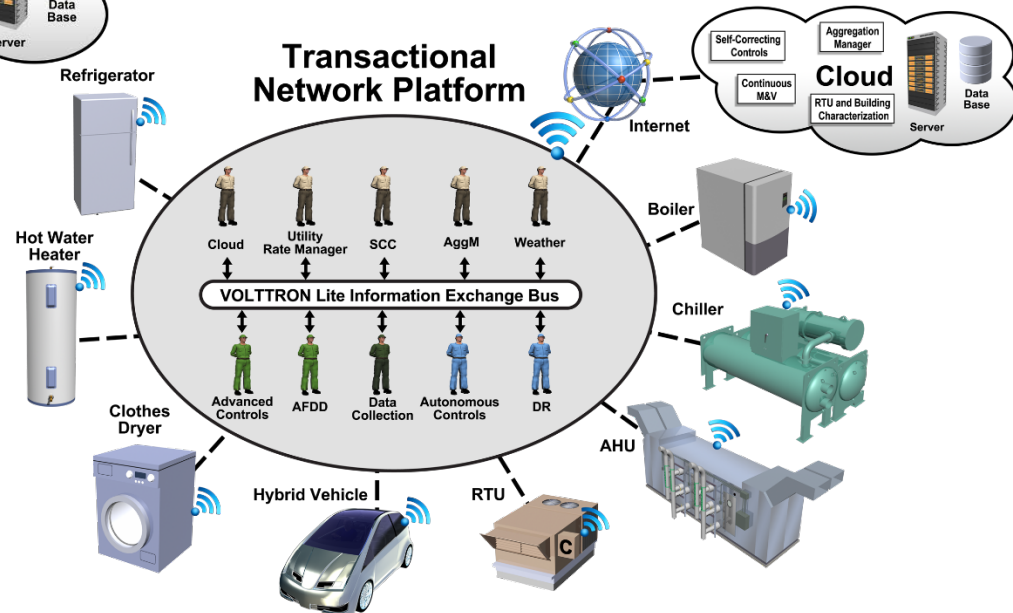 Data
Base
Server
Transactional
Network Platform
Refrigerator
Internet
Self-Correcting
Controls
Aggregation
Manager
Cloud
Continuous
M&V
RTU and Building
Characterization
Server
Data
Base
Hot Water
Heater
Boiler
Cloud
Utility
Rate Manager
SCC
AggM
Weather
VOLTTRON Lite Information Exchange Bus
Chiller
Advanced
Controls
AFDD
Data
Collection
Autonomous
Controls
DR
Clothes
Dryer
AHU
Hybrid Vehicle
RTU
C